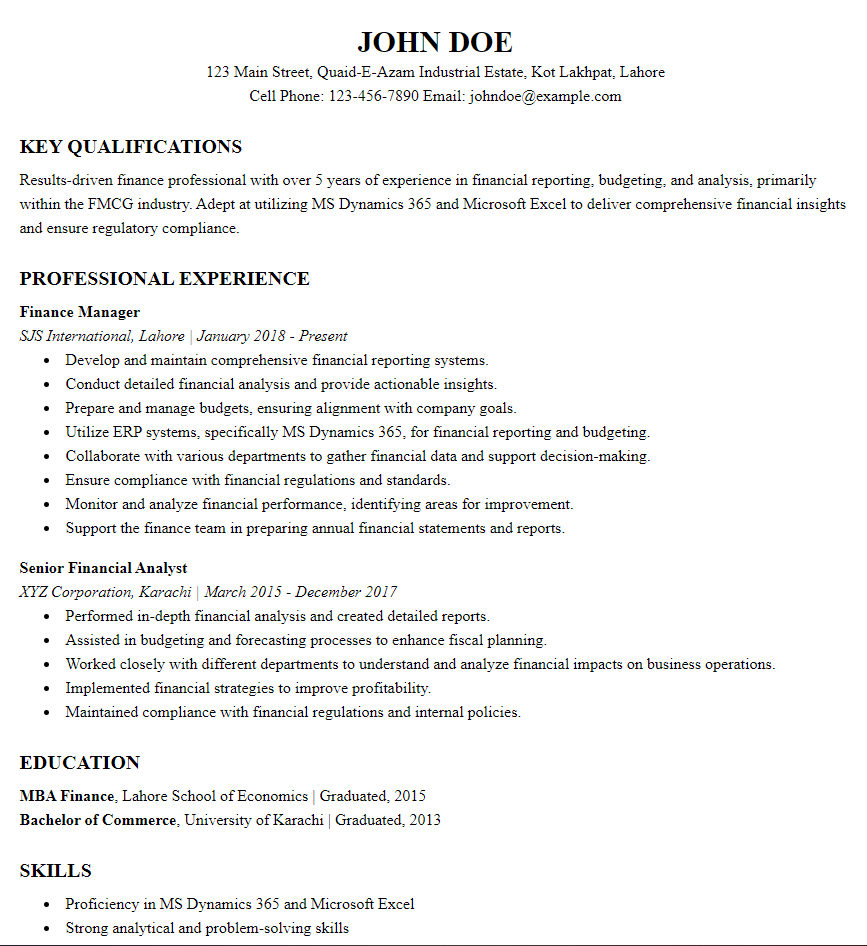 JOHN DOE
123 Main Street, Quaid-E-Azam Industrial Estate, Kot Lakhpat, Lahore
Cell Phone: 123-456-7890 Email: johndoe@example.com
KEY QUALIFICATIONS
Results-driven finance professional with over 5 years of experience in financial reporting, budgeting, and analysis, primarily
within the FMCG industry. Adept at utilizing MS Dynamics 365 and Microsoft Excel to deliver comprehensive financial insights
and ensure regulatory compliance.
PROFESSIONAL EXPERIENCE
Finance Manager
SJS International, Lahore | January 2018 - Present
• Develop and maintain comprehensive financial reporting systems.
• Conduct detailed financial analysis and provide actionable insights.
• Prepare and manage budgets, ensuring alignment with company goals.
• Utilize ERP systems, specifically MS Dynamics 365, for financial reporting and budgeting.
• Collaborate with various departments to gather financial data and support decision-making.
• Ensure compliance with financial regulations and standards.
• Monitor and analyze financial performance, identifying areas for improvement.
• Support the finance team in preparing annual financial statements and reports.
Senior Financial Analyst
XYZ Corporation, Karachi | March 2015 - December 2017
• Performed in-depth financial analysis and created detailed reports.
• Assisted in budgeting and forecasting processes to enhance fiscal planning.
• Worked closely with different departments to understand and analyze financial impacts on business operations.
• Implemented financial strategies to improve profitability.
• Maintained compliance with financial regulations and internal policies.
EDUCATION
MBA Finance, Lahore School of Economics | Graduated, 2015
Bachelor of Commerce, University of Karachi | Graduated, 2013
SKILLS
• Proficiency in MS Dynamics 365 and Microsoft Excel
• Strong analytical and problem-solving skills